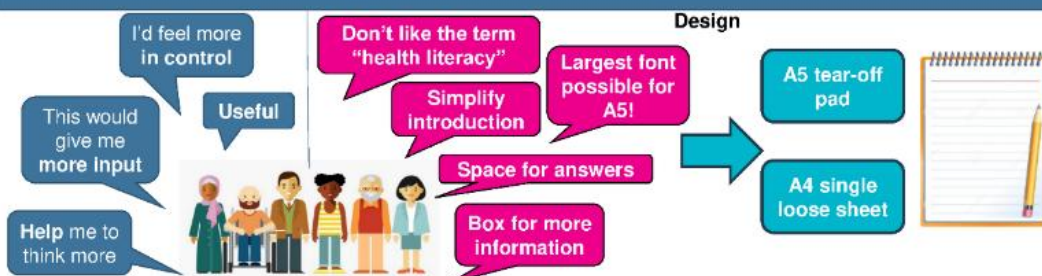 I'd feel more
in control
Useful
This would
give me
more input
Help me to
think more
Don't like the term
"health literacy"
Simplify
introduction
Largest font
possible for
A5!
Space for answers
Box for more
information
Design
A5 tear-off
pad
A4 single
loose sheet